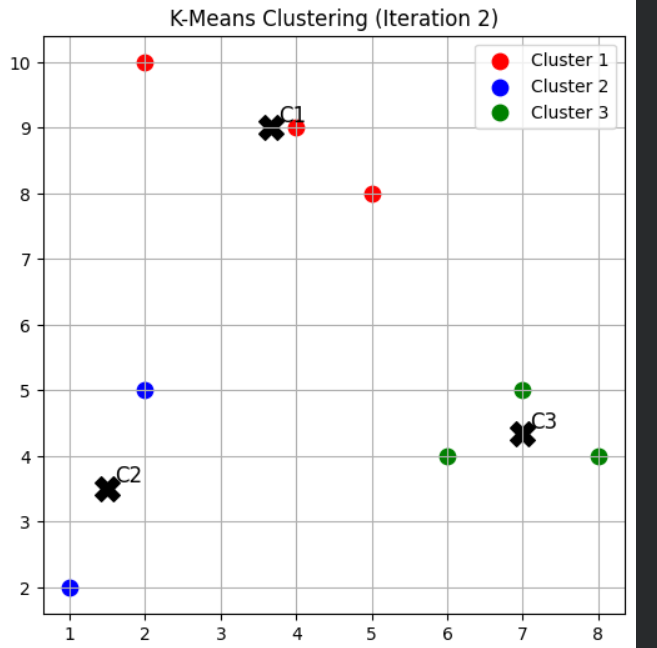 K-Means Clustering (Iteration 2)
Cluster 1
Cluster 2
Cluster 3
C1
C2
C3
10
9
8
7
6
5
4
3
2
1 2 3 4 5 6 7 8